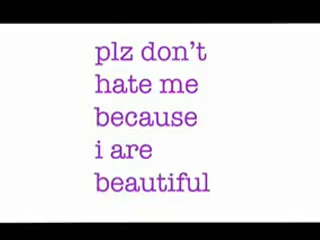 plz don’t
hate me
because
i are
beautiful